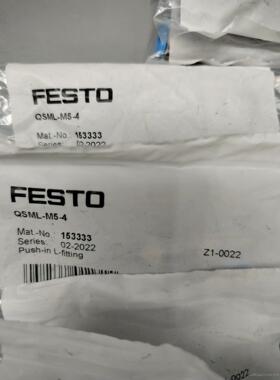 FESTO
QSML-M5-4
Mat.-No.: 153333
Series: 02-2022
FESTO
QSML-M5-4
Mat.-No.: 153333
Series: 02-2022
Push-in L-fitting
Z1-0022